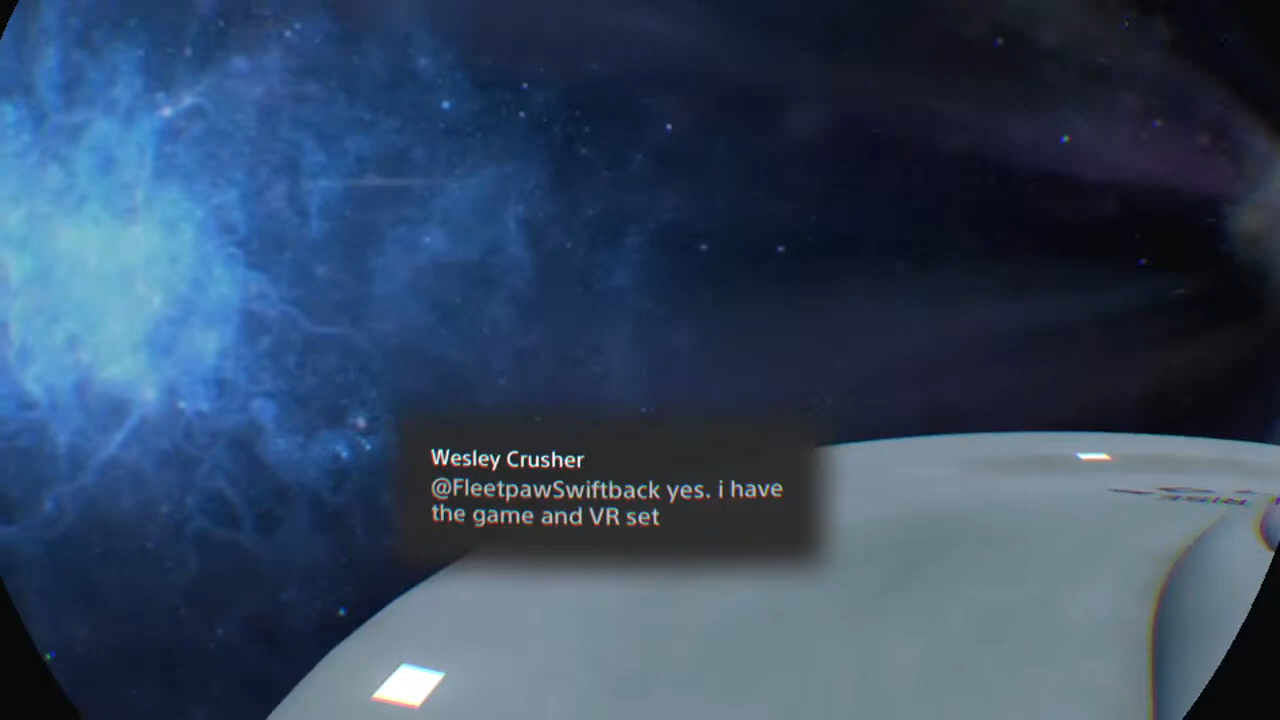 Wesley Crusher
@FleetpawSwiftback yes. i have
the game and VR set